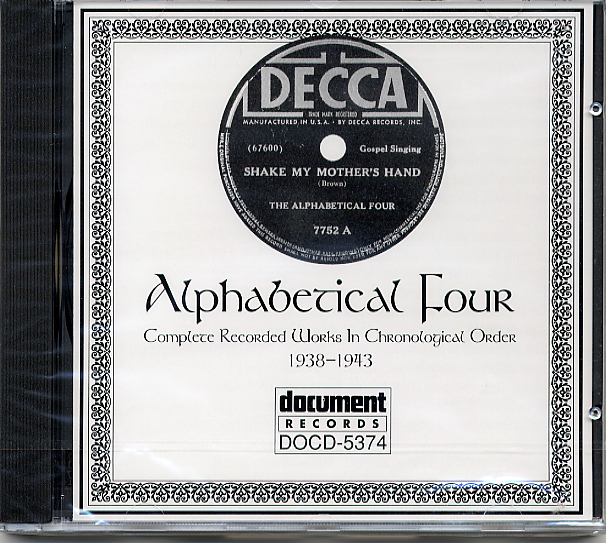 DECCA
TRADE MARK REGISTERED
MANUFACTURED IN U.S.A. • BY DECCA RECORDS, INC.
(67600) Gospel Singing
SHAKE MY MOTHER'S HAND
(Brown)
THE ALPHABETICAL FOUR
7752 A
Alphabetical Four
Complete Recorded Works In Chronological Order
1938-1943
document
RECORDS
DOCD-5374